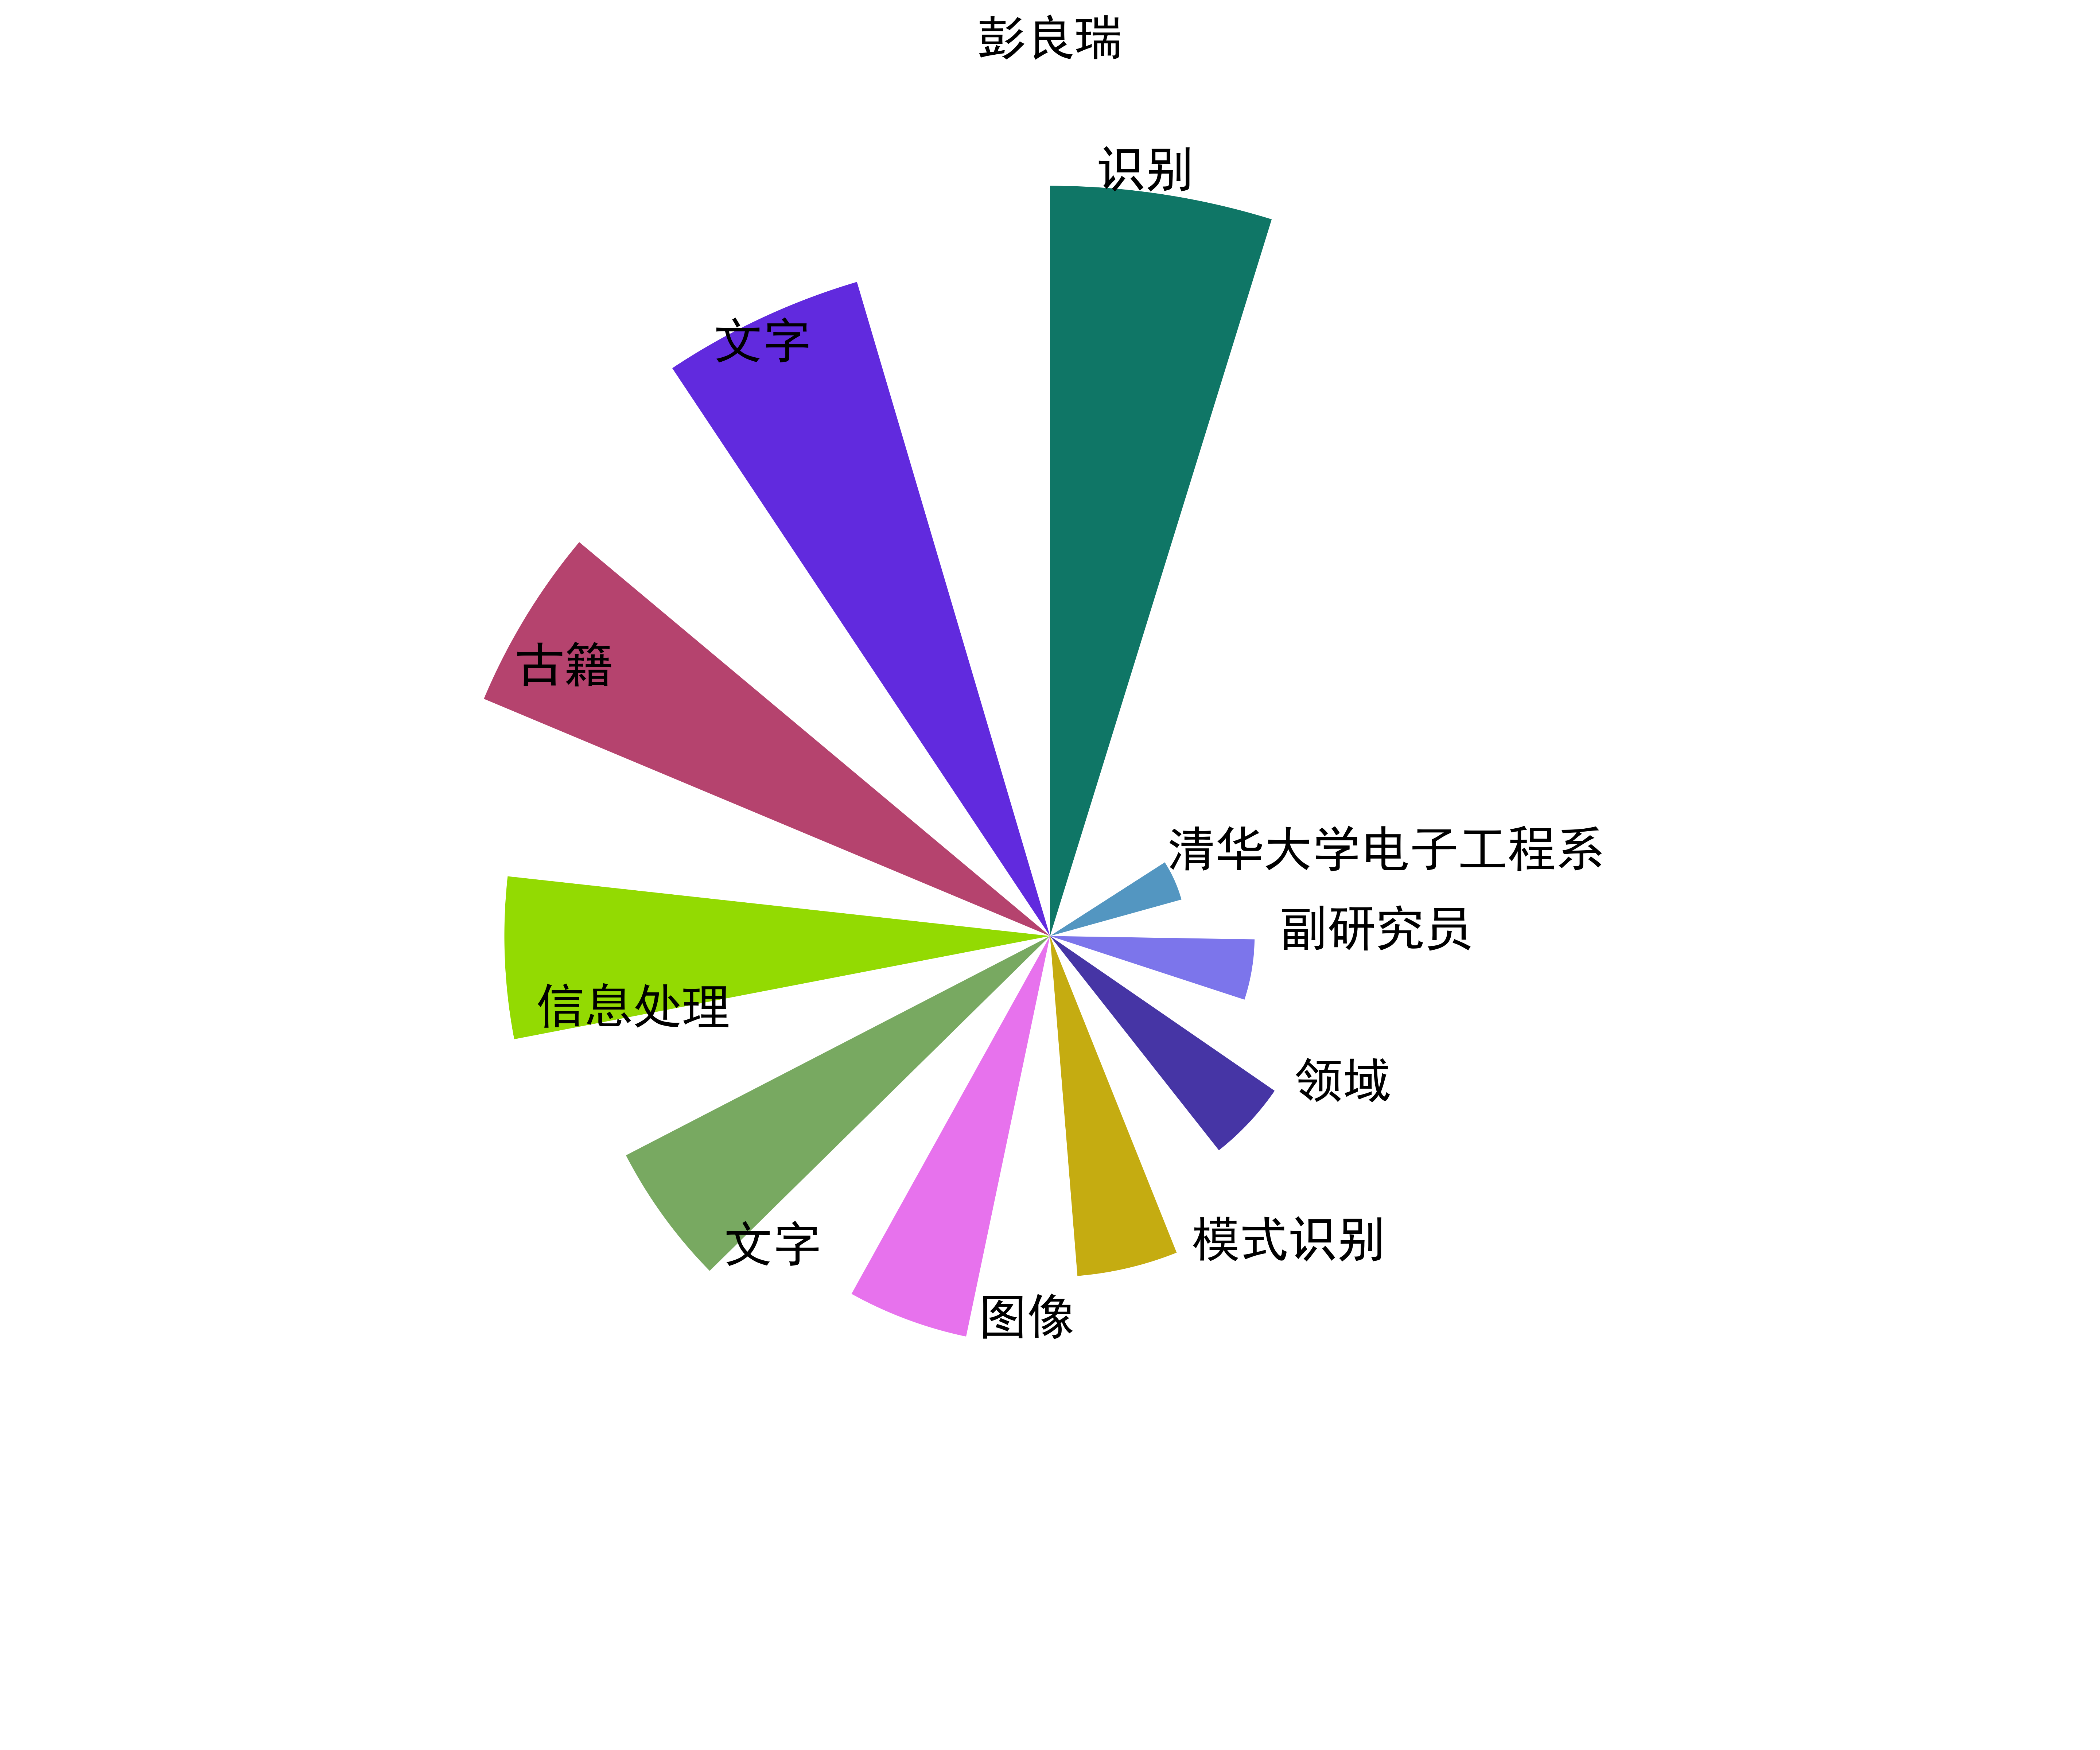 彭良瑞
识别
文字
古籍
清华大学电子工程系
副研究员
信息处理
领域
模式识别
文字
图像